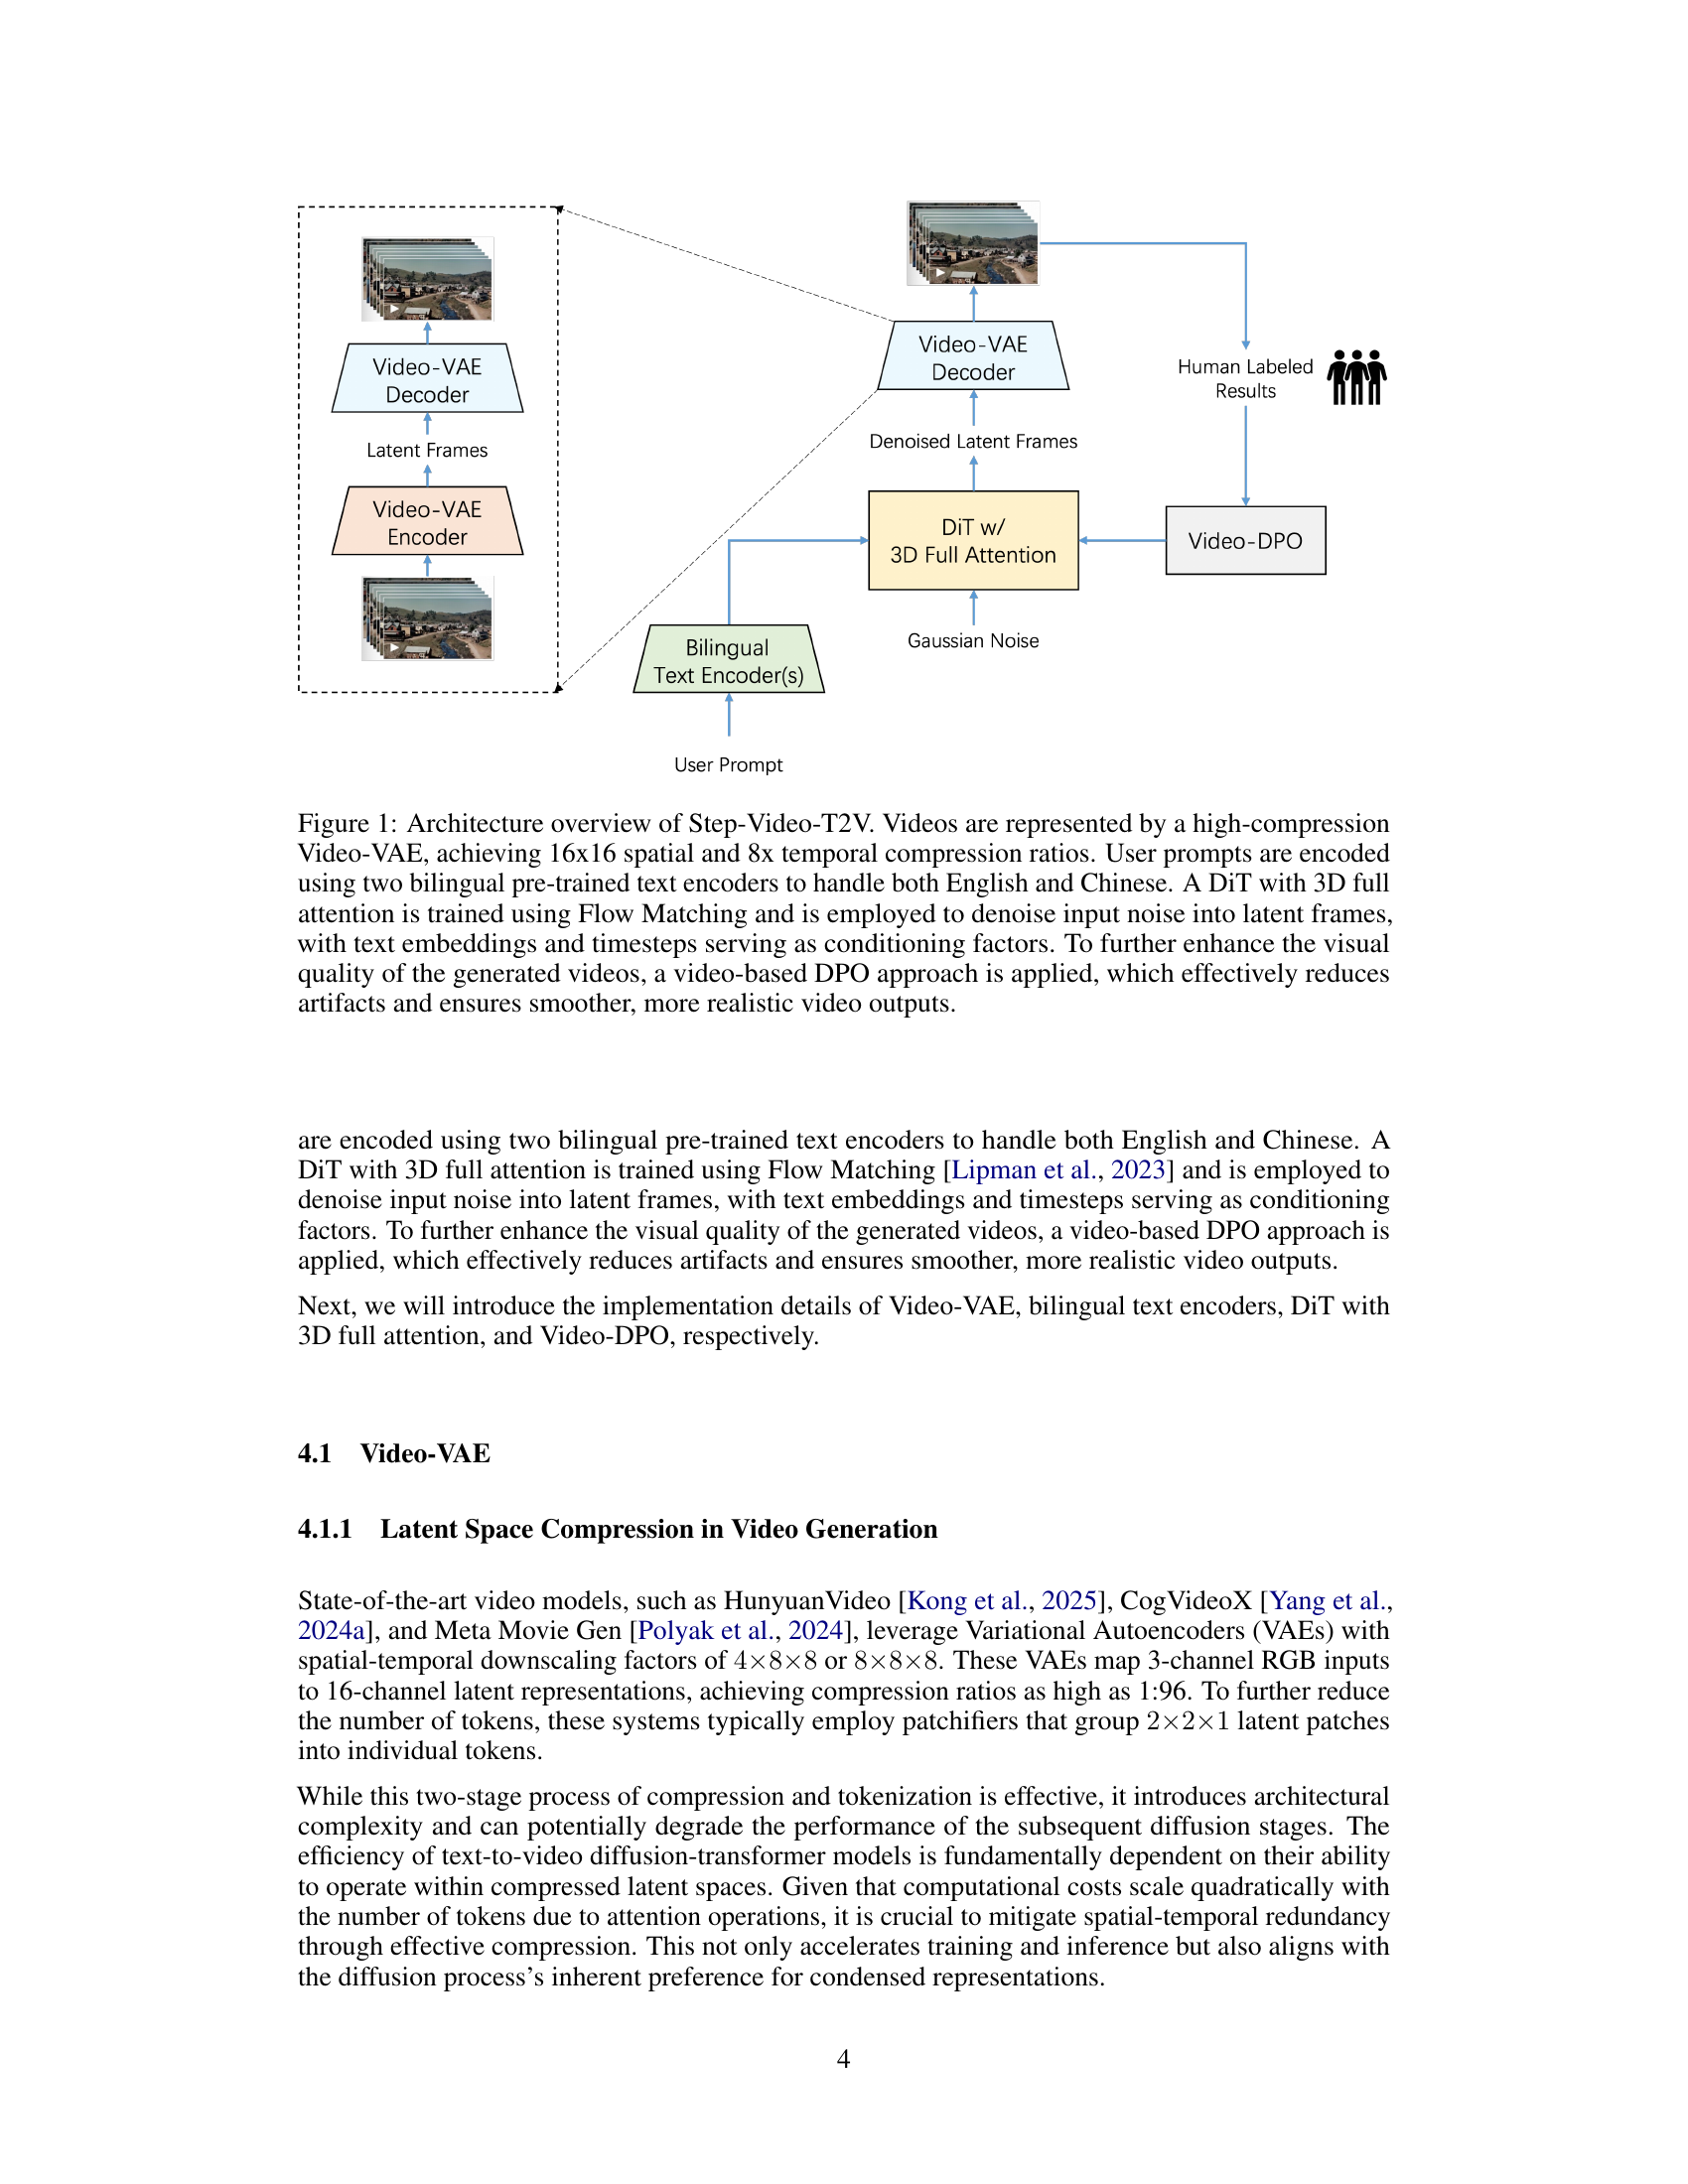 Video-VAE
Decoder
Latent Frames
Video-VAE
Encoder
Video-VAE
Decoder
Denoised Latent Frames
DiT w/
3D Full Attention
Gaussian Noise
Bilingual
Text Encoder(s)
User Prompt
Human Labeled
Results
Video-DPO
Figure 1: Architecture overview of Step-Video-T2V. Videos are represented by a high-compression
Video-VAE, achieving 16x16 spatial and 8x temporal compression ratios. User prompts are encoded
using two bilingual pre-trained text encoders to handle both English and Chinese. A DiT with 3D full
attention is trained using Flow Matching and is employed to denoise input noise into latent frames,
with text embeddings and timesteps serving as conditioning factors. To further enhance the visual
quality of the generated videos, a video-based DPO approach is applied, which effectively reduces
artifacts and ensures smoother, more realistic video outputs.
are encoded using two bilingual pre-trained text encoders to handle both English and Chinese. A
DiT with 3D full attention is trained using Flow Matching [Lipman et al., 2023] and is employed to
denoise input noise into latent frames, with text embeddings and timesteps serving as conditioning
factors. To further enhance the visual quality of the generated videos, a video-based DPO approach is
applied, which effectively reduces artifacts and ensures smoother, more realistic video outputs.
Next, we will introduce the implementation details of Video-VAE, bilingual text encoders, DiT with
3D full attention, and Video-DPO, respectively.
4.1 Video-VAE
4.1.1 Latent Space Compression in Video Generation
State-of-the-art video models, such as HunyuanVideo [Kong et al., 2025], CogVideoX [Yang et al.,
2024a], and Meta Movie Gen [Polyak et al., 2024], leverage Variational Autoencoders (VAEs) with
spatial-temporal downscaling factors of 4×8×8 or 8×8×8. These VAEs map 3-channel RGB inputs
to 16-channel latent representations, achieving compression ratios as high as 1:96. To further reduce
the number of tokens, these systems typically employ patchifiers that group 2×2×1 latent patches
into individual tokens.
While this two-stage process of compression and tokenization is effective, it introduces architectural
complexity and can potentially degrade the performance of the subsequent diffusion stages. The
efficiency of text-to-video diffusion-transformer models is fundamentally dependent on their ability
to operate within compressed latent spaces. Given that computational costs scale quadratically with
the number of tokens due to attention operations, it is crucial to mitigate spatial-temporal redundancy
through effective compression. This not only accelerates training and inference but also aligns with
the diffusion process's inherent preference for condensed representations.
4